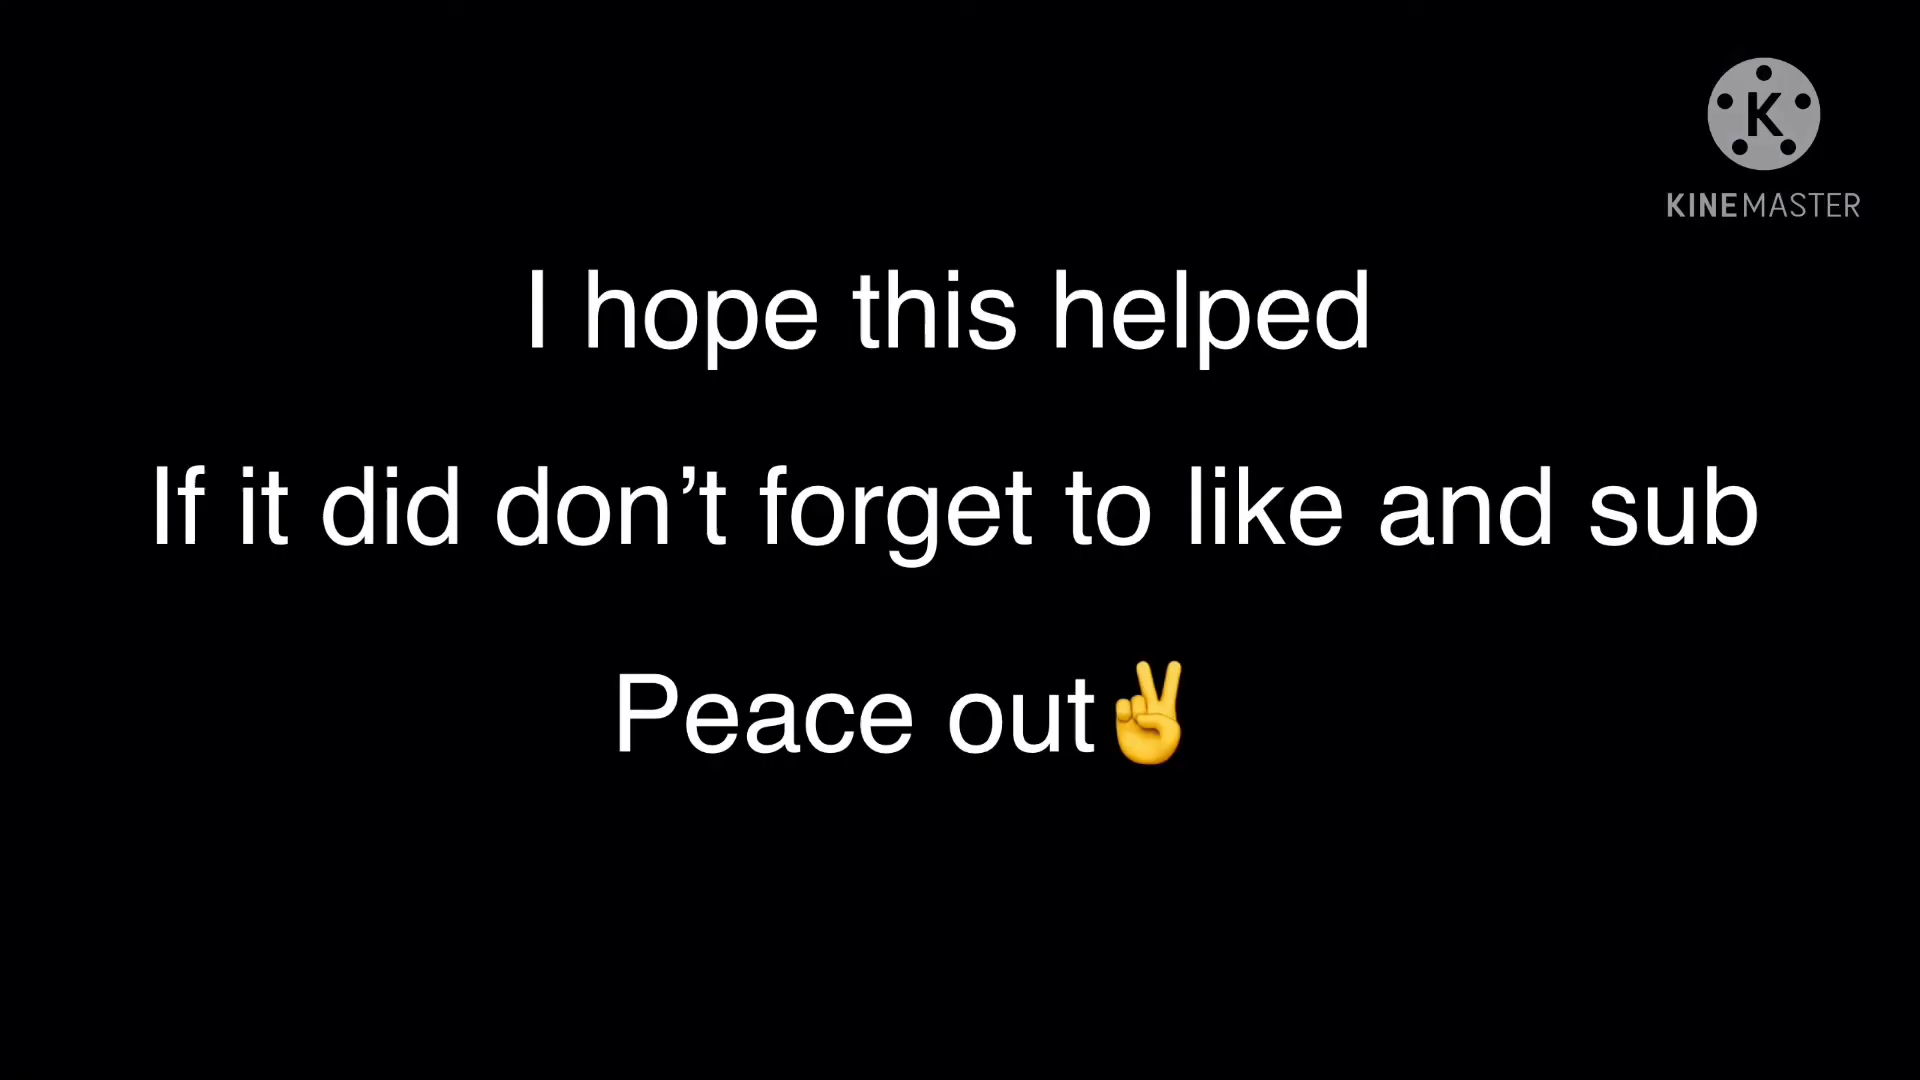 K
KINEMASTER
I hope this helped
If it did don’t forget to like and sub
Peace out✌️